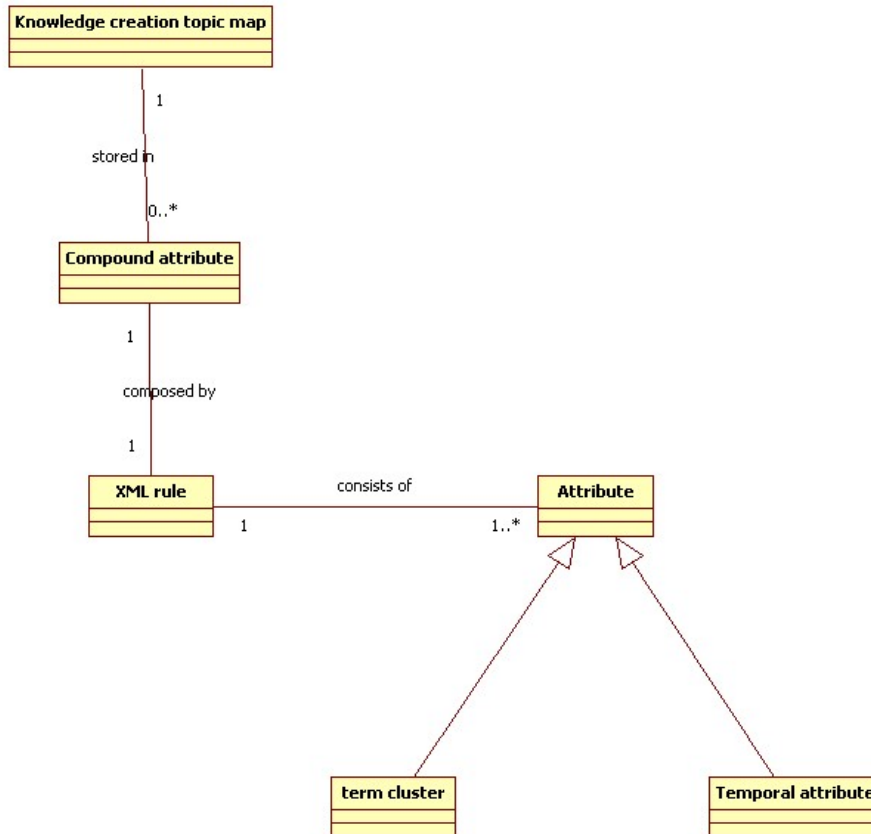 Knowledge creation topic map
1
stored in
0..*
Compound attribute
1
composed by
1
XML rule
consists of
Attribute
1
1..*
term cluster
Temporal attribute